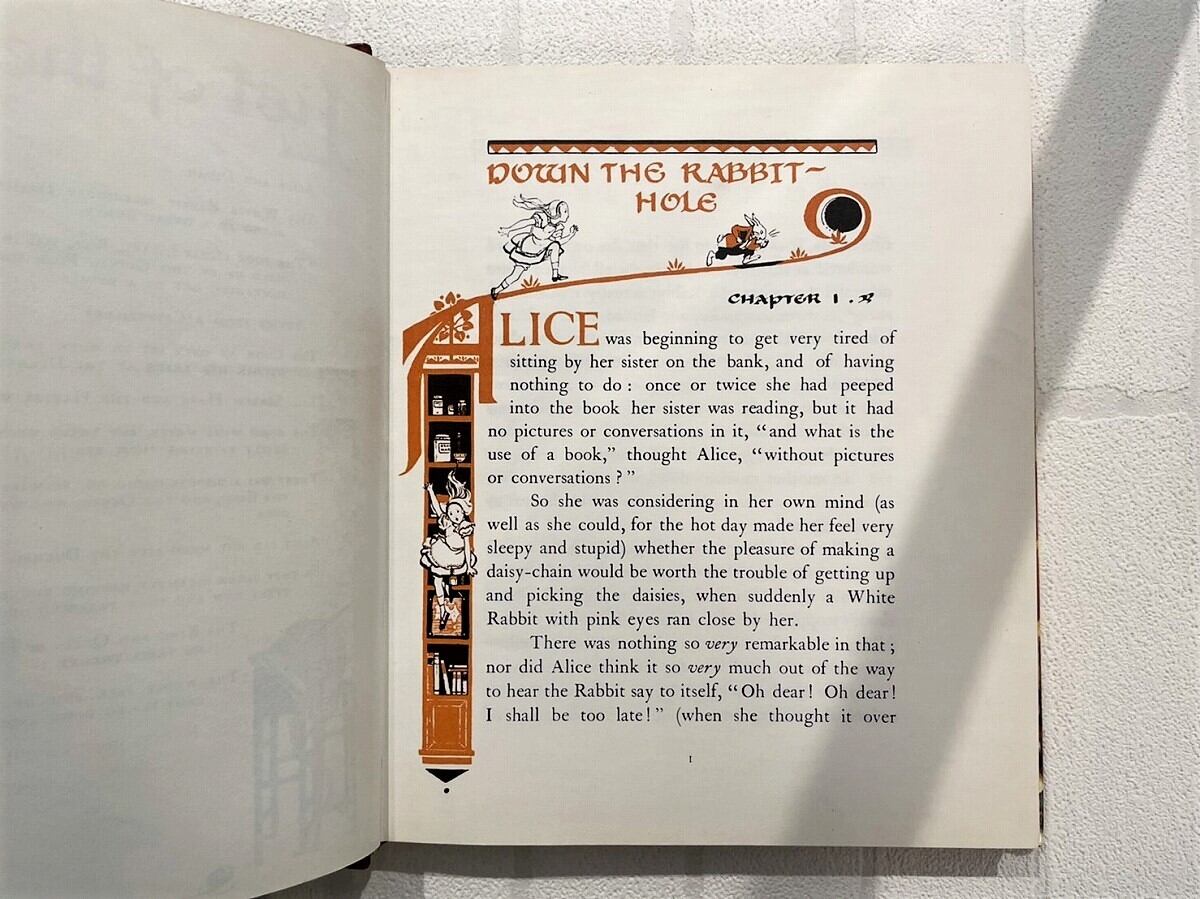 DOWN THE RABBIT-
HOLE
CHAPTER I.
ALICE was beginning to get very tired of
sitting by her sister on the bank, and of having
nothing to do: once or twice she had peeped
into the book her sister was reading, but it had
no pictures or conversations in it, “and what is the
use of a book,” thought Alice, “without pictures
or conversations?”
So she was considering in her own mind (as
well as she could, for the hot day made her feel very
sleepy and stupid) whether the pleasure of making a
daisy-chain would be worth the trouble of getting up
and picking the daisies, when suddenly a White
Rabbit with pink eyes ran close by her.
There was nothing so very remarkable in that;
nor did Alice think it so very much out of the way
to hear the Rabbit say to itself, “Oh dear! Oh dear!
I shall be too late!” (when she thought it over
1